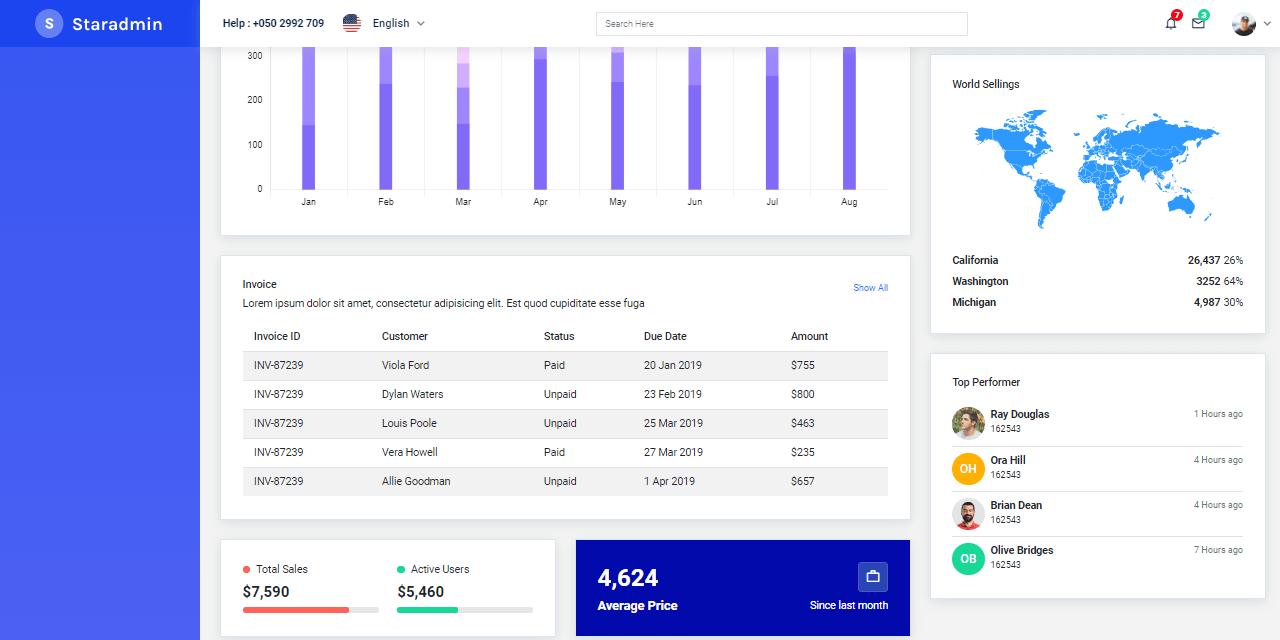 S Staradmin
Help : +050 2992 709
English
Search Here
7
3
300
200
100
0
Jan Feb Mar Apr May Jun Jul Aug
World Sellings
California 26,437 26%
Washington 3252 64%
Michigan 4,987 30%
Invoice
Show All
Lorem ipsum dolor sit amet, consectetur adipisicing elit. Est quod cupiditate esse fuga
Invoice ID Customer Status Due Date Amount
INV-87239 Viola Ford Paid 20 Jan 2019 $755
INV-87239 Dylan Waters Unpaid 23 Feb 2019 $800
INV-87239 Louis Poole Unpaid 25 Mar 2019 $463
INV-87239 Vera Howell Paid 27 Mar 2019 $235
INV-87239 Allie Goodman Unpaid 1 Apr 2019 $657
Top Performer
Ray Douglas 1 Hours ago
162543
OH
Ora Hill 4 Hours ago
162543
Brian Dean 4 Hours ago
162543
OB
Olive Bridges 7 Hours ago
162543
Total Sales
$7,590
Active Users
$5,460
4,624
Average Price
Since last month